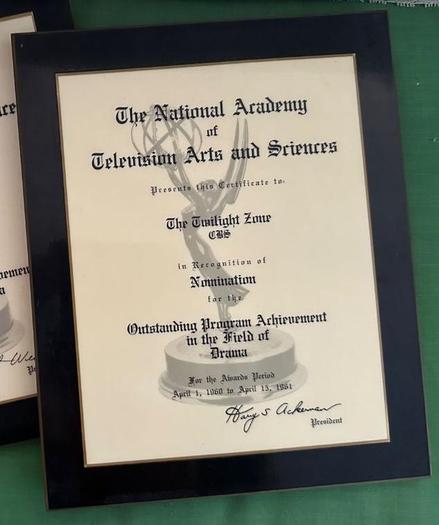 The National Academy
of
Television Arts and Sciences
Presents this Certificate to:
The Twilight Zone
CBS
in Recognition of
Nomination
for the
Outstanding Program Achievement
in the Field of
Drama
For the Awards Period
April 1, 1960 to April 15, 1961
Harry S Ackerman
President